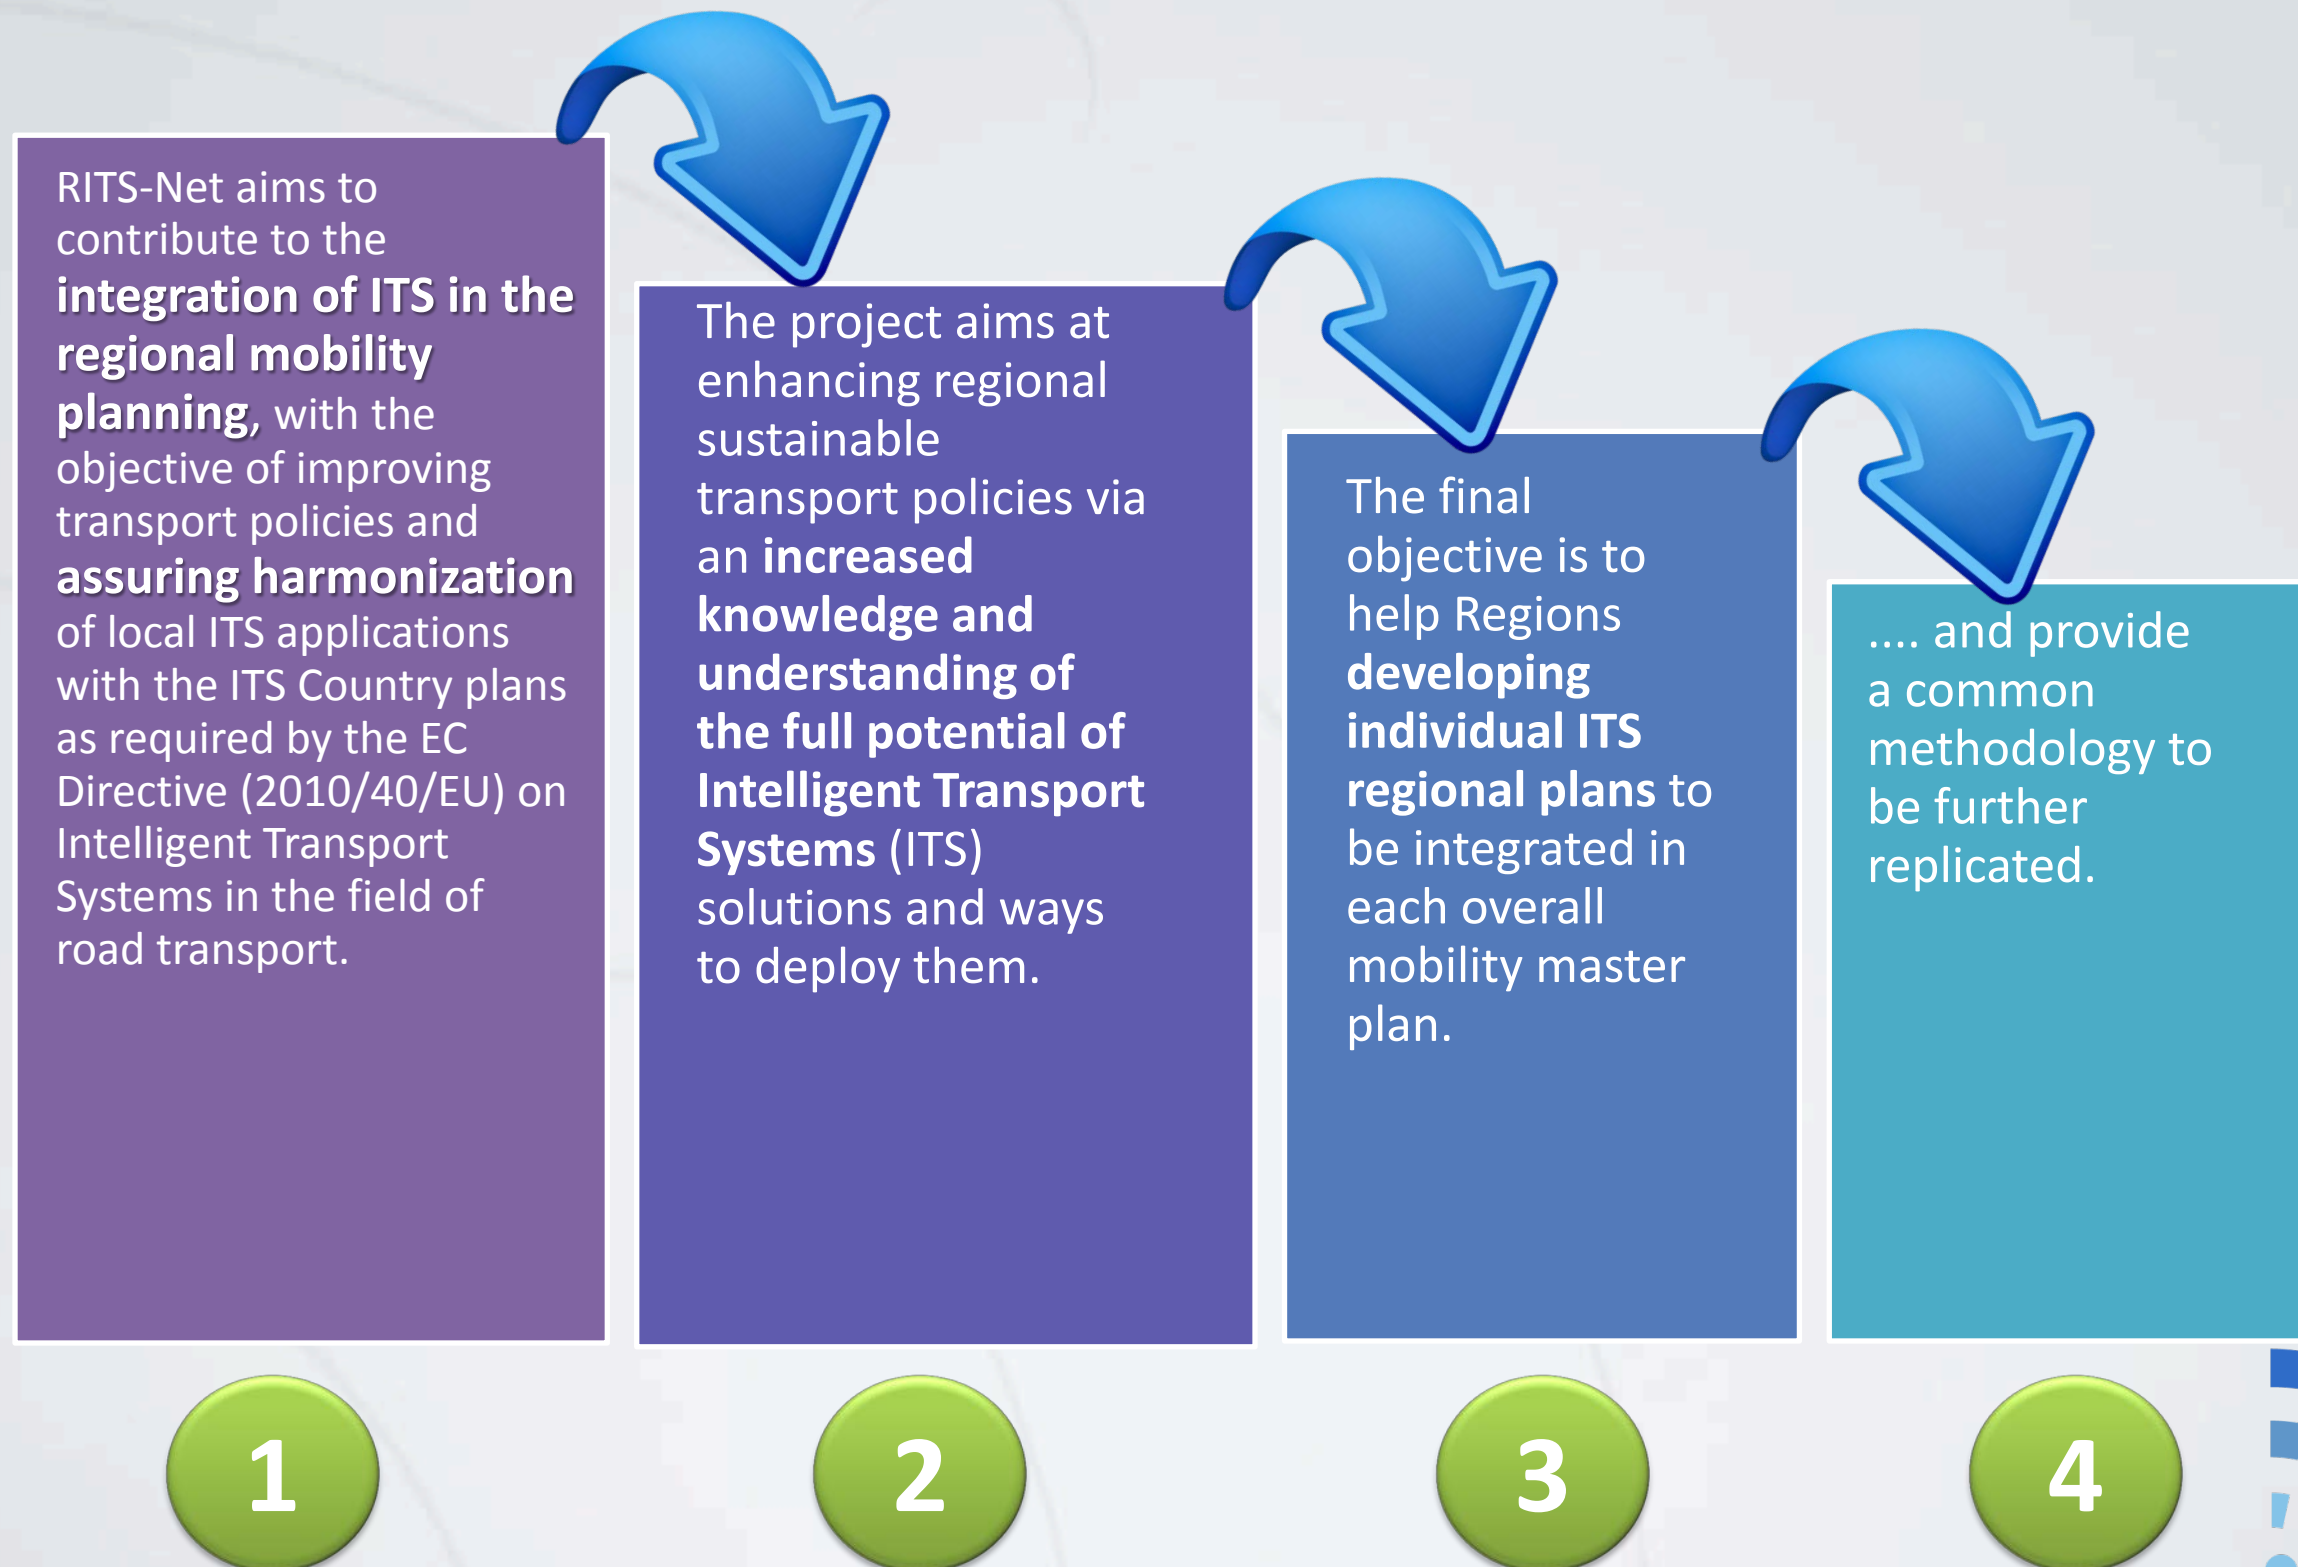 RITS-Net aims to
contribute to the
integration of ITS in the
regional mobility
planning, with the
objective of improving
transport policies and
assuring harmonization
of local ITS applications
with the ITS Country plans
as required by the EC
Directive (2010/40/EU) on
Intelligent Transport
Systems in the field of
road transport.
The project aims at
enhancing regional
sustainable
transport policies via
an increased
knowledge and
understanding of
the full potential of
Intelligent Transport
Systems (ITS)
solutions and ways
to deploy them.
The final
objective is to
help Regions
developing
individual ITS
regional plans to
be integrated in
each overall
mobility master
plan.
.... and provide
a common
methodology to
be further
replicated.
1
2
3
4